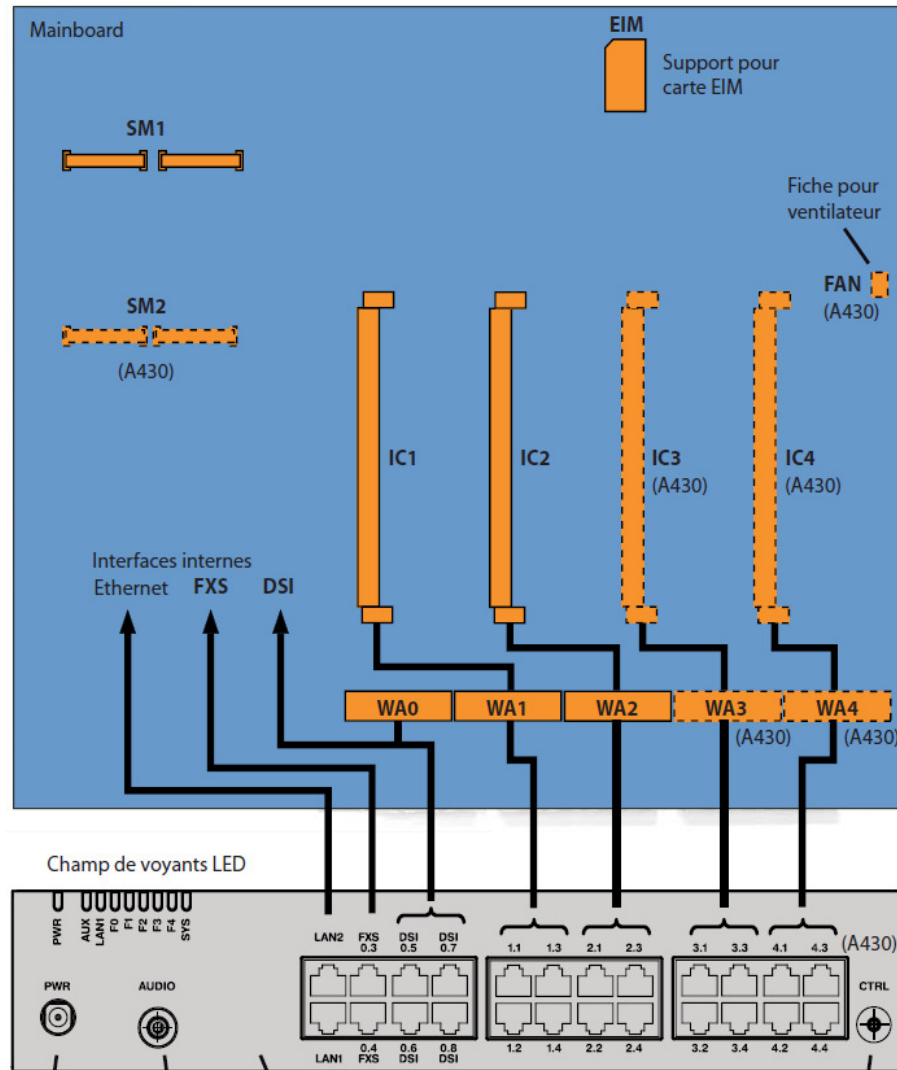 Mainboard
EIM
Support pour
carte EIM
SM1
Fiche pour
ventilateur
FAN
(A430)
SM2
(A430)
IC1
IC2
IC3
(A430)
IC4
(A430)
Interfaces internes
Ethernet FXS DSI
WA0 WA1 WA2 WA3 WA4
(A430) (A430)
Champ de voyants LED
PWR AUX LAN1 F0 F1 F2 F3 F4 SYS
LAN2 FXS DSI DSI
0.3 0.5 0.7
1.1 1.3 2.1 2.3 3.1 3.3 4.1 4.3 (A430)
PWR AUDIO CTRL
0.4 0.6 0.8
LAN1 FXS DSI DSI
1.2 1.4 2.2 2.4 3.2 3.4 4.2 4.4